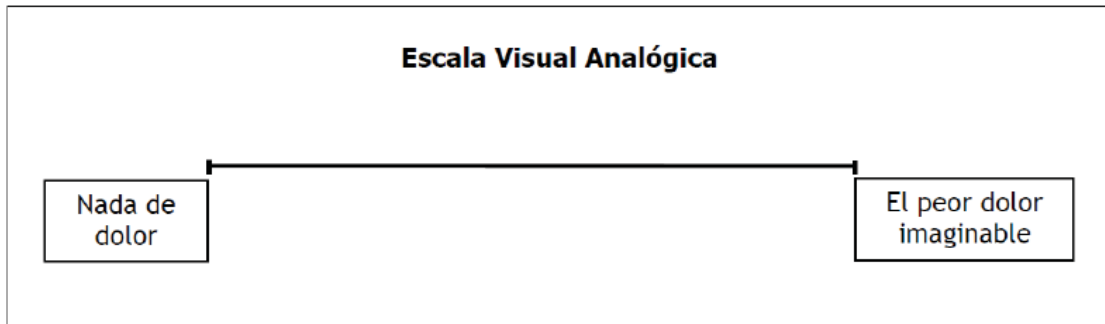 Escala Visual Analógica
Nada de
dolor
El peor dolor
imaginable